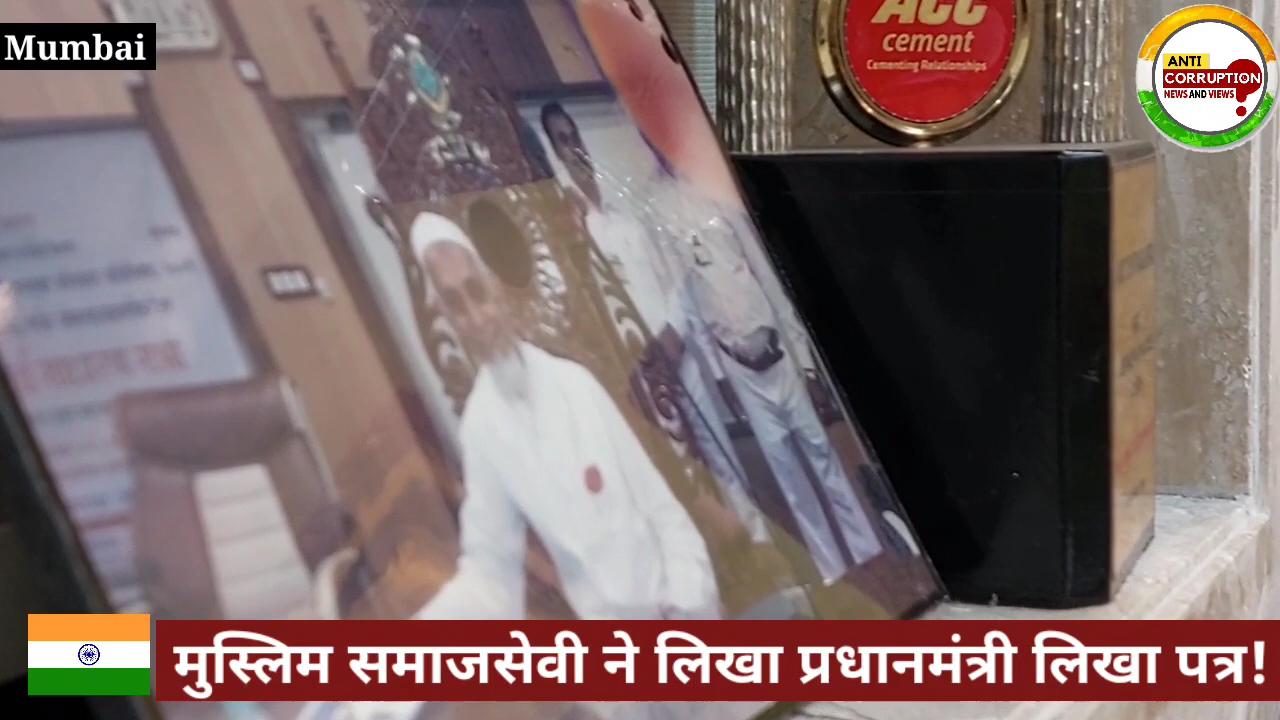 Mumbai
ACC
cement
Cementing Relationships
ANTI
CORRUPTION
NEWS AND VIEWS
मुस्लिम समाजसेवी ने लिखा प्रधानमंत्री लिखा पत्र!